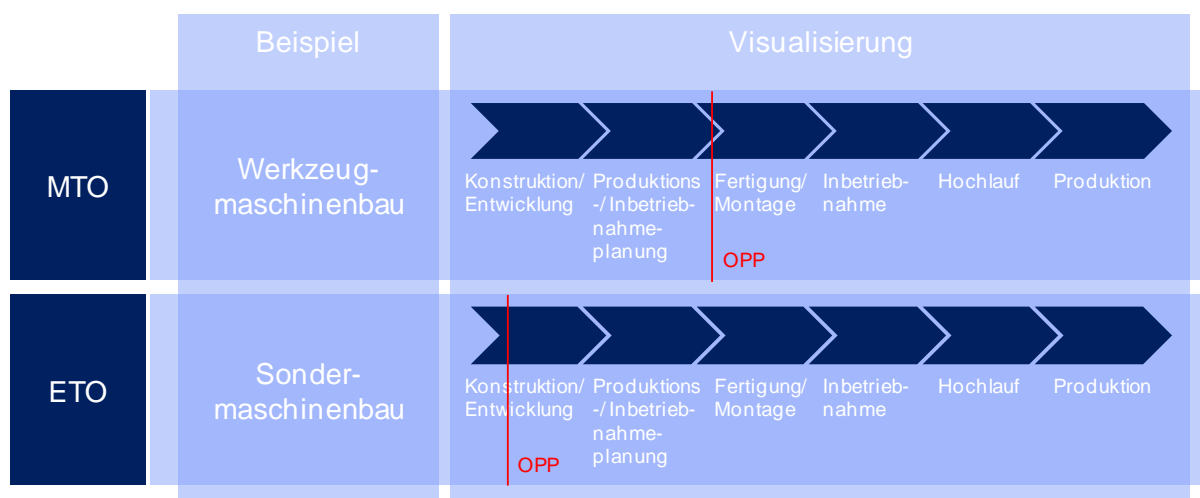 Beispiel
Visualisierung
MTO
Werkzeug-
maschinenbau
Konstruktion/
Entwicklung
Produktions
-/Inbetrieb-
nahme-
planung
Fertigung/
Montage
Inbetrieb-
nahme
Hochlauf
Produktion
OPP
ETO
Sonder-
maschinenbau
Konstruktion/
Entwicklung
Produktions
-/Inbetrieb-
nahme-
planung
Fertigung/
Montage
Inbetrieb-
nahme
Hochlauf
Produktion
OPP